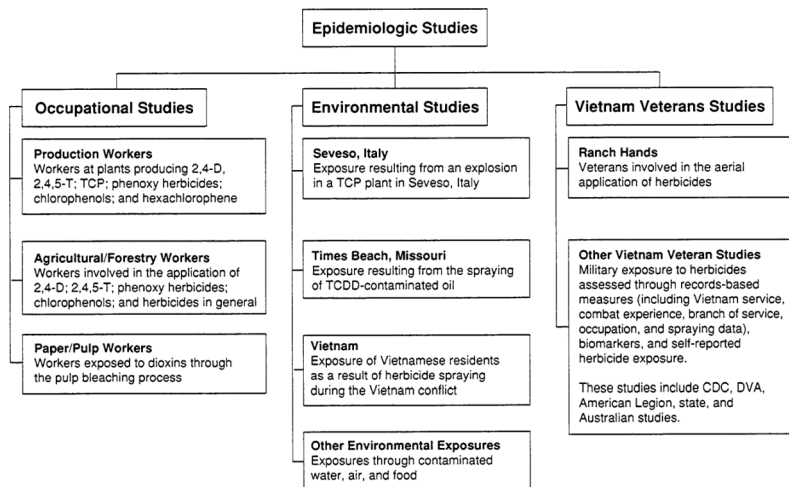 Epidemiologic Studies
Occupational Studies
Production Workers
Workers at plants producing 2,4-D,
2,4,5-T; TCP; phenoxy herbicides;
chlorophenols; and hexachlorophene
Agricultural/Forestry Workers
Workers involved in the application of
2,4-D; 2,4,5-T; phenoxy herbicides;
chlorophenols; and herbicides in general
Paper/Pulp Workers
Workers exposed to dioxins through
the pulp bleaching process
Environmental Studies
Seveso, Italy
Exposure resulting from an explosion
in a TCP plant in Seveso, Italy
Times Beach, Missouri
Exposure resulting from the spraying
of TCDD-contaminated oil
Vietnam
Exposure of Vietnamese residents
as a result of herbicide spraying
during the Vietnam conflict
Other Environmental Exposures
Exposures through contaminated
water, air, and food
Vietnam Veterans Studies
Ranch Hands
Veterans involved in the aerial
application of herbicides
Other Vietnam Veteran Studies
Military exposure to herbicides
assessed through records-based
measures (including Vietnam service,
combat experience, branch of service,
occupation, and spraying data),
biomarkers, and self-reported
herbicide exposure.
These studies include CDC, DVA,
American Legion, state, and
Australian studies.